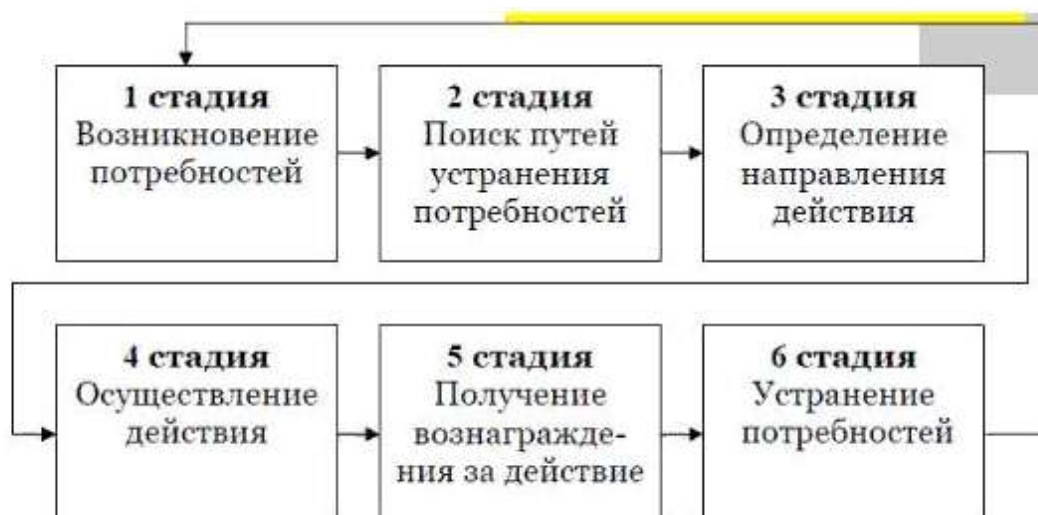 1 стадия
Возникновение
потребностей
2 стадия
Поиск путей
устранения
потребностей
3 стадия
Определение
направления
действия
4 стадия
Осуществление
действия
5 стадия
Получение
вознагражде-
ния за действие
6 стадия
Устранение
потребностей